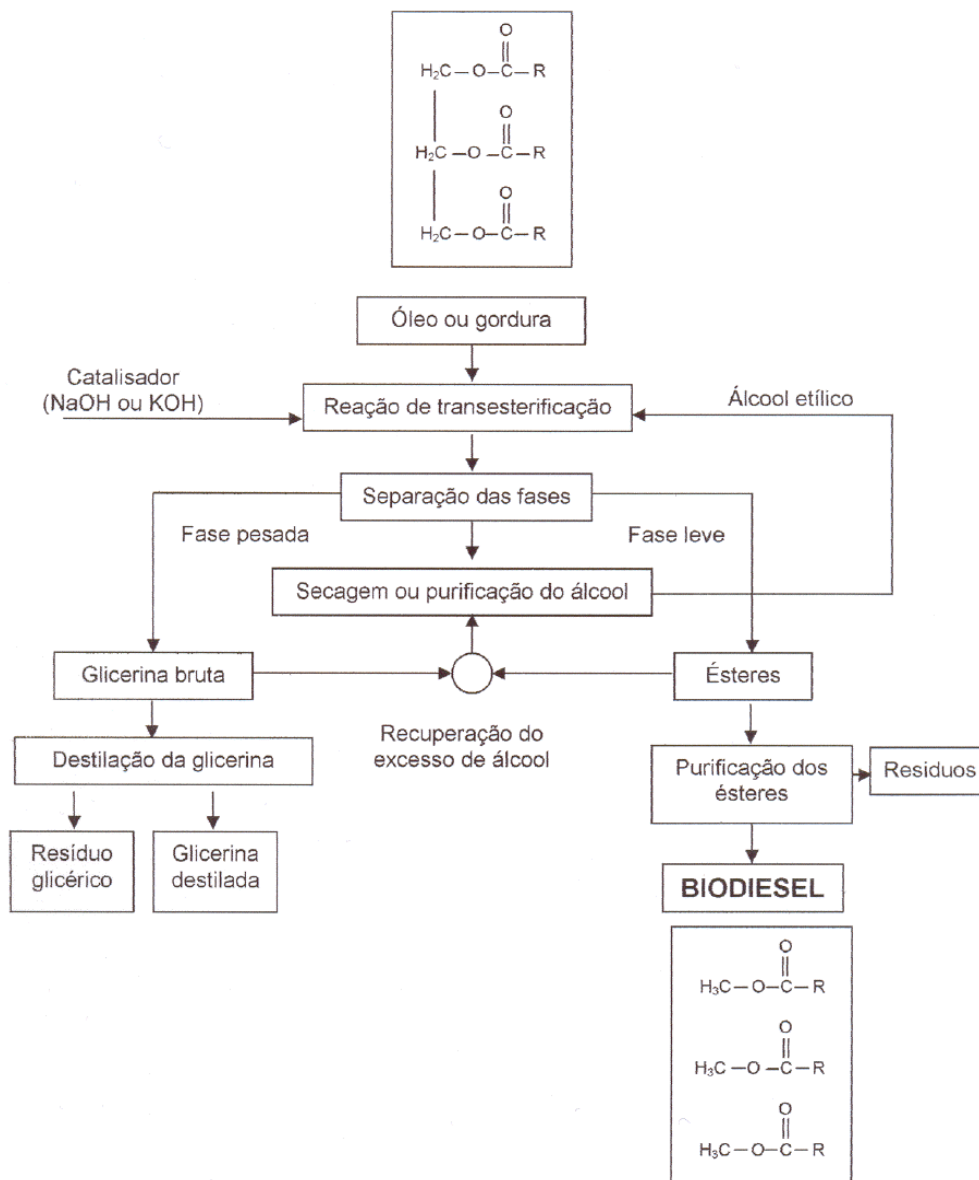 O
H₂C—O—C—R
O
H₂C—O—C—R
O
H₂C—O—C—R
Óleo ou gordura
Catalisador
(NaOH ou KOH)
Reação de transesterificação
Álcool etílico
Separação das fases
Fase pesada
Fase leve
Secagem ou purificação do álcool
Glicerina bruta
Ésteres
Recuperação do
excesso de álcool
Destilação da glicerina
Purificação dos
ésteres
Resíduos
Resíduo
glicérico
Glicerina
destilada
BIODIESEL
O
H₃C—O—C—R
O
H₃C—O—C—R
O
H₃C—O—C—R